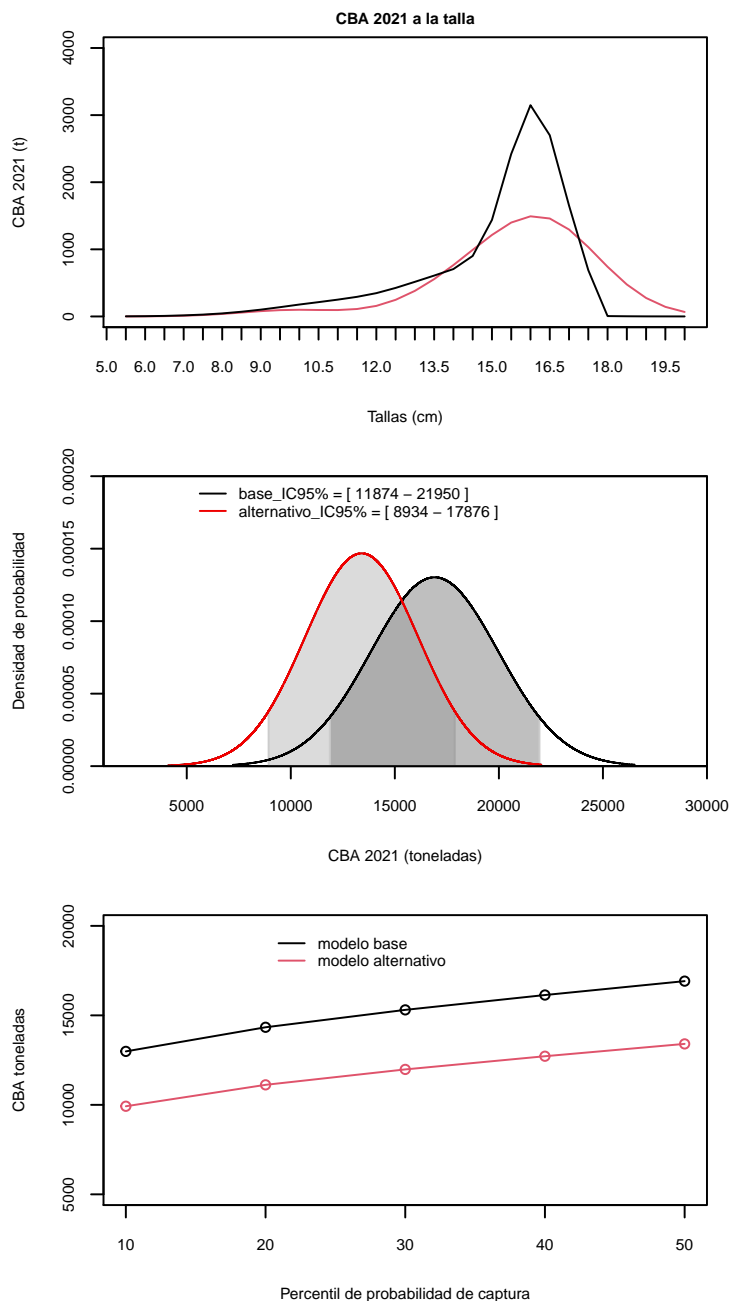 CBA 2021 a la talla
CBA 2021 (t)
4000
3000
2000
1000
0
5.0 6.0 7.0 8.0 9.0 10.5 12.0 13.5 15.0 16.5 18.0 19.5
Tallas (cm)
Densidad de probabilidad
0.00020
0.00015
0.00010
0.00005
0.00000
base_IC95% = [ 11874 − 21950 ]
alternativo_IC95% = [ 8934 − 17876 ]
5000 10000 15000 20000 25000 30000
CBA 2021 (toneladas)
CBA toneladas
20000
15000
10000
5000
modelo base
modelo alternativo
10 20 30 40 50
Percentil de probabilidad de captura